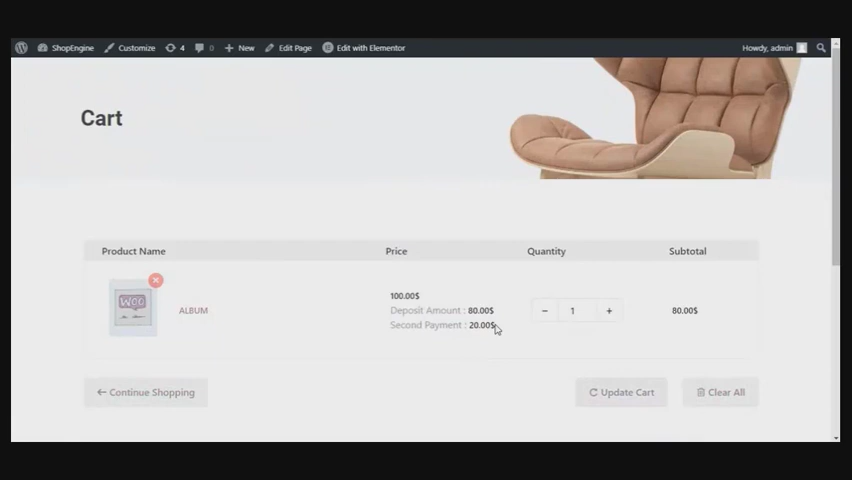 ShopEngine Customize 4 0 New Edit Page Edit with Elementor Howdy, admin
Cart
Product Name Price Quantity Subtotal
WOO
ALBUM
100.00$
Deposit Amount : 80.00$
Second Payment : 20.00$
− 1 +
80.00$
← Continue Shopping Update Cart Clear All